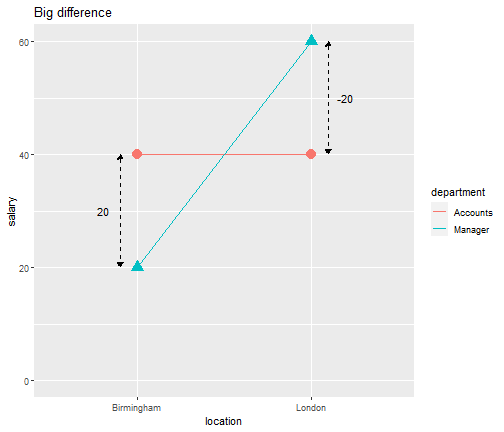 Big difference
60
-20
40
department
salary
20
Accounts
Manager
20
0
Birmingham
London
location